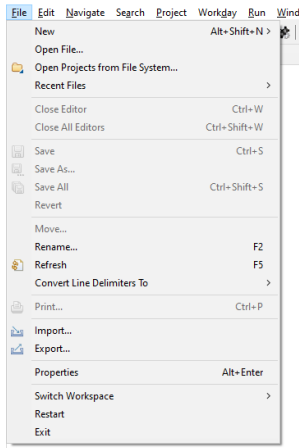 File Edit Navigate Search Project Workday Run Wind
New Alt+Shift+N >
Open File...
Open Projects from File System...
Recent Files >
Close Editor Ctrl+W
Close All Editors Ctrl+Shift+W
Save Ctrl+S
Save As...
Save All Ctrl+Shift+S
Revert
Move...
Rename... F2
Refresh F5
Convert Line Delimiters To >
Print... Ctrl+P
Import...
Export...
Properties Alt+Enter
Switch Workspace >
Restart
Exit